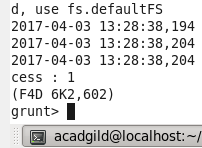 d, use fs.defaultFS
2017-04-03 13:28:38,194
2017-04-03 13:28:38,204
2017-04-03 13:28:38,204
cess : 1
(F4D 6K2,602)
grunt>
acadgild@localhost:~/